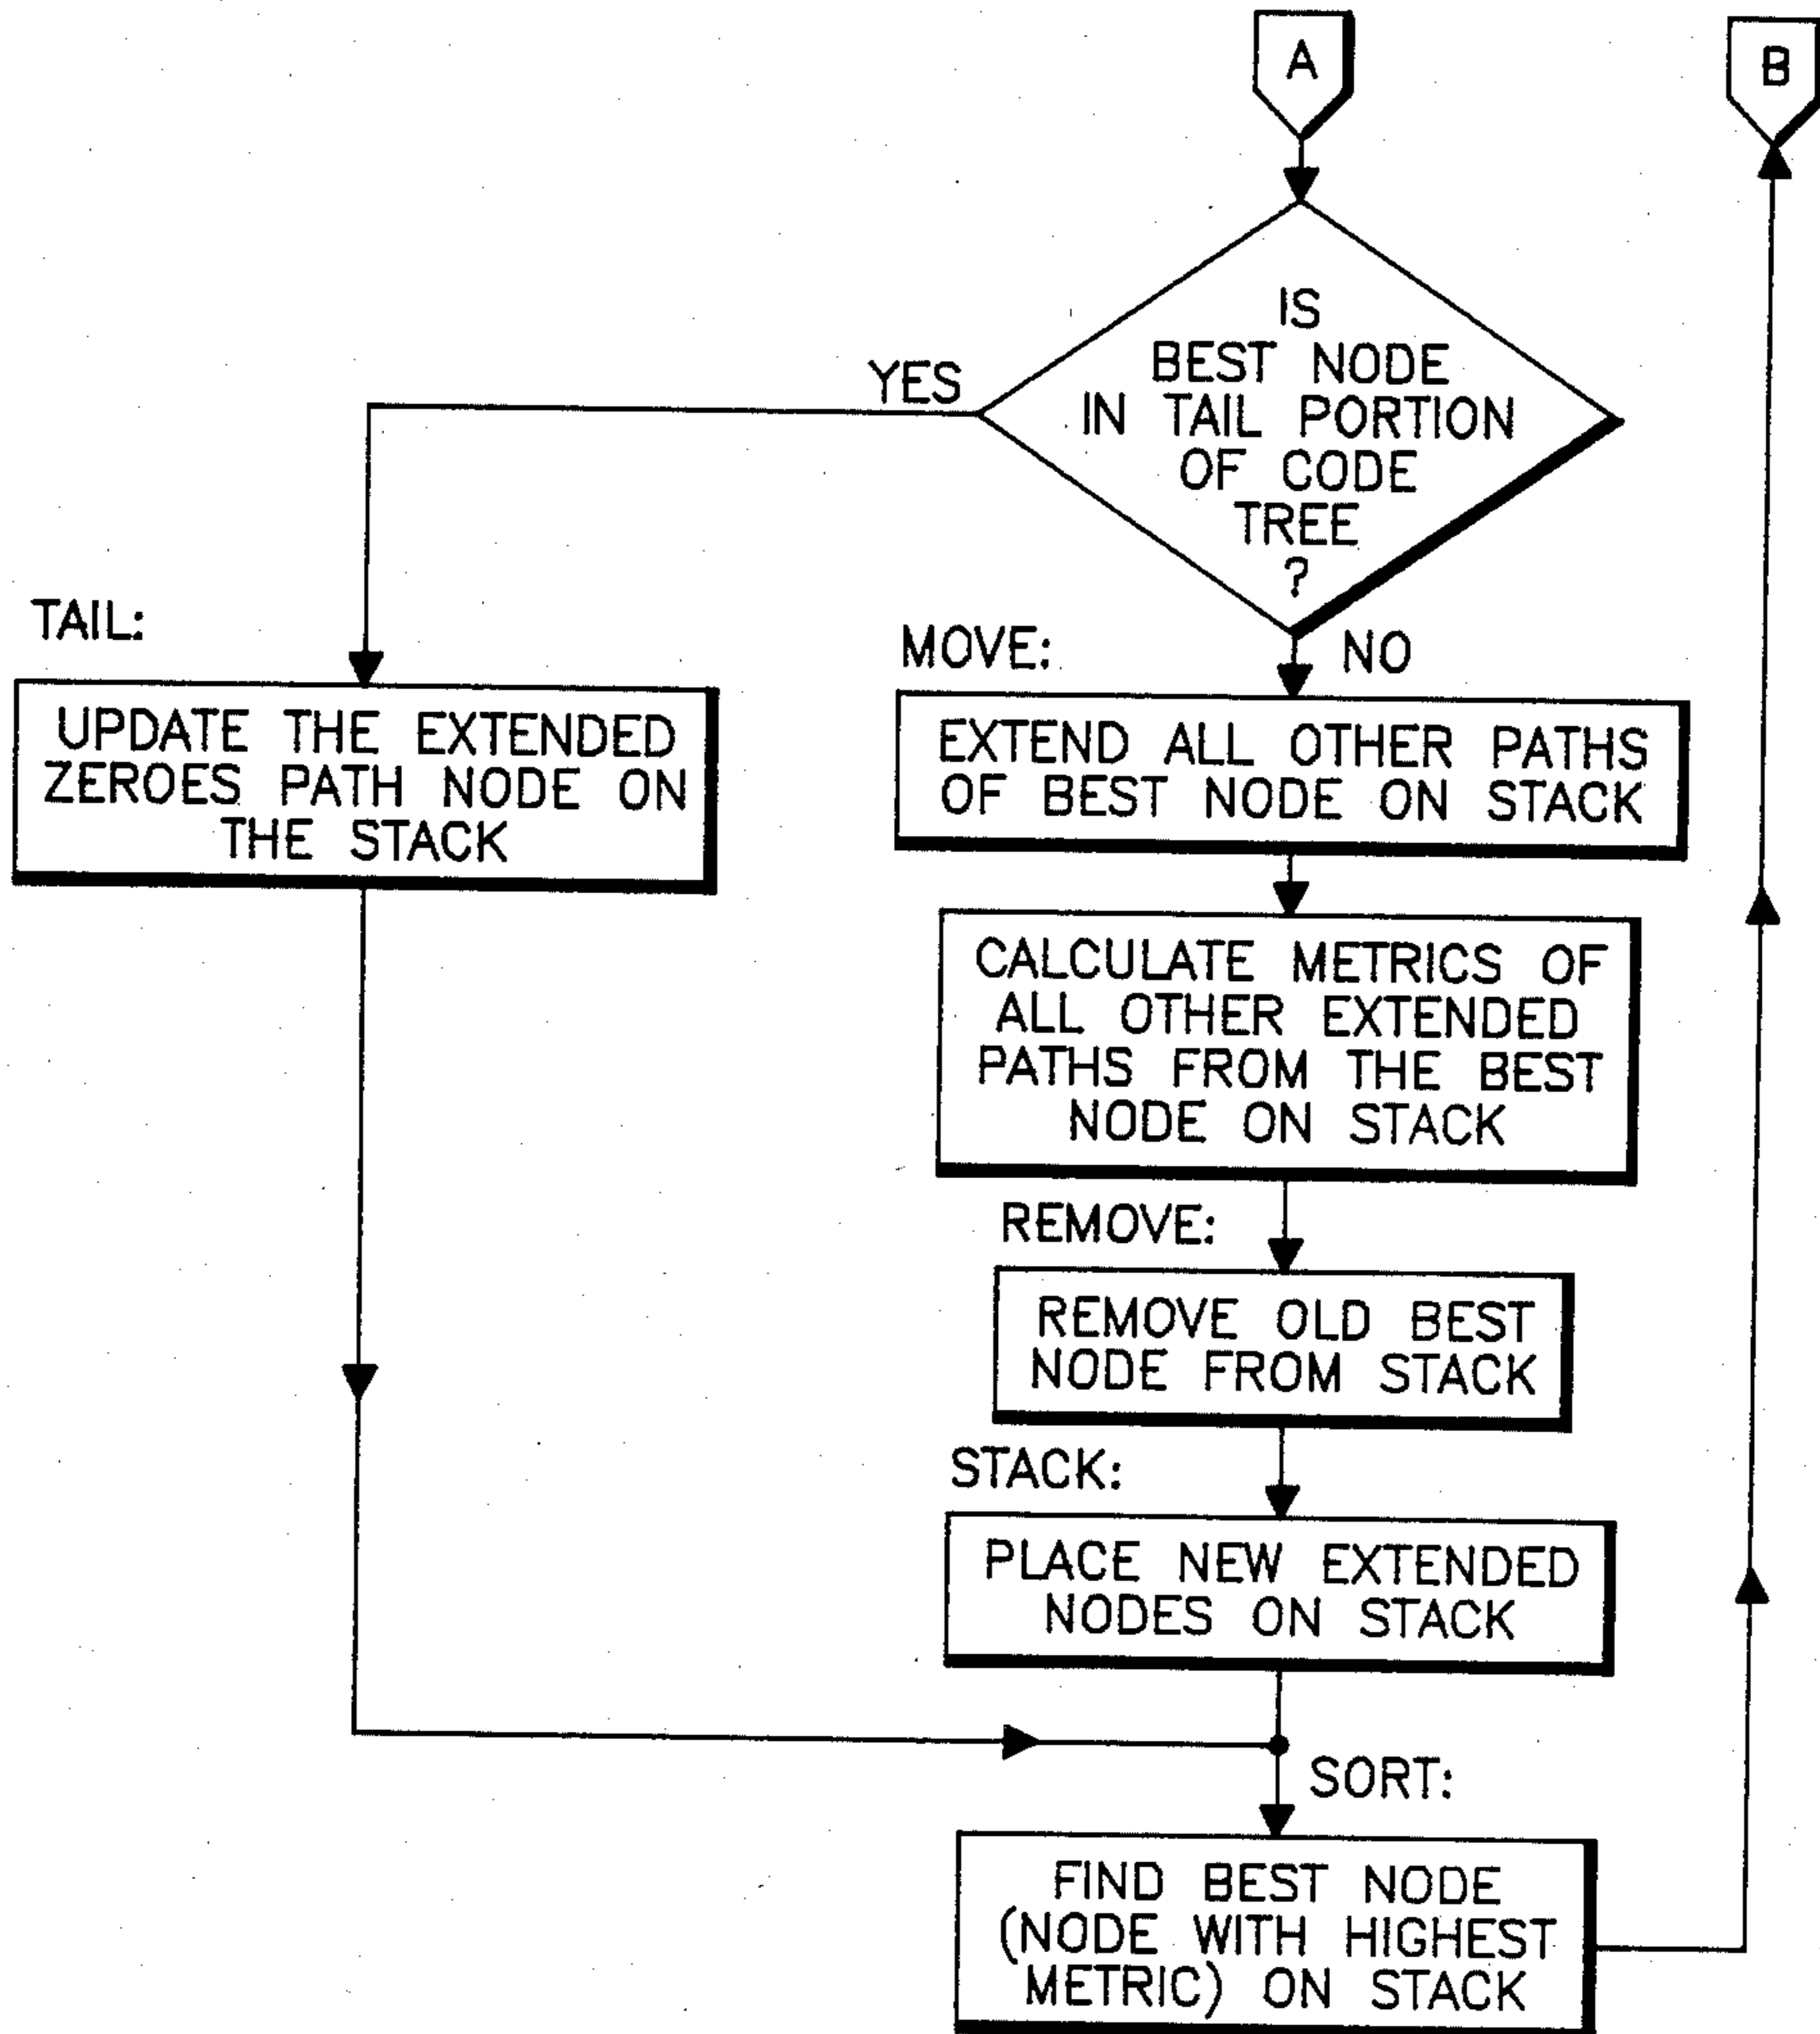 A
B
IS
BEST NODE
IN TAIL PORTION
OF CODE
TREE
?
YES
NO
TAIL:
UPDATE THE EXTENDED
ZEROES PATH NODE ON
THE STACK
MOVE:
EXTEND ALL OTHER PATHS
OF BEST NODE ON STACK
CALCULATE METRICS OF
ALL OTHER EXTENDED
PATHS FROM THE BEST
NODE ON STACK
REMOVE:
REMOVE OLD BEST
NODE FROM STACK
STACK:
PLACE NEW EXTENDED
NODES ON STACK
SORT:
FIND BEST NODE
(NODE WITH HIGHEST
METRIC) ON STACK